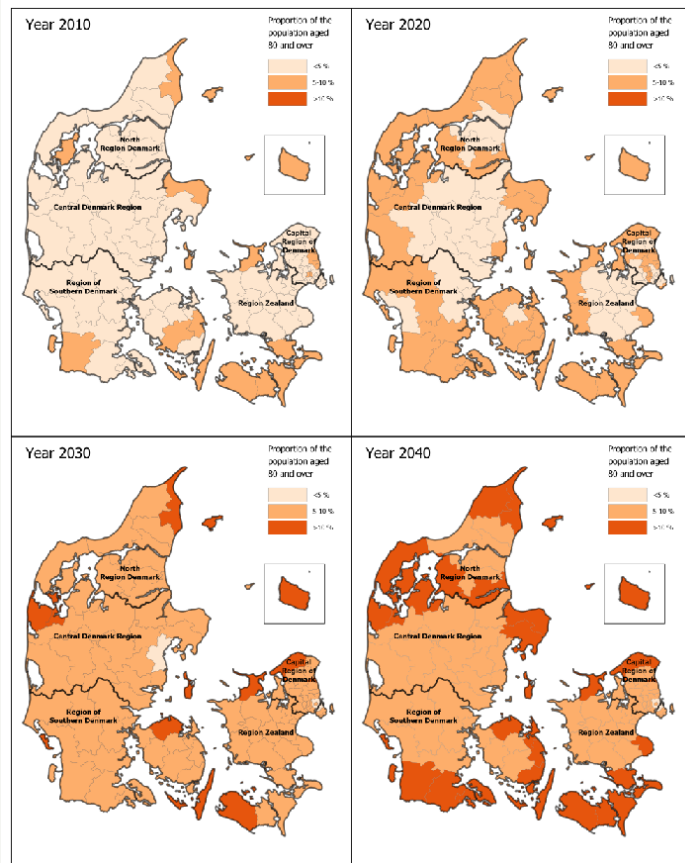 Year 2010
Proportion of the
population aged
80 and over
<5 %
5-10 %
>10 %
North
Region Denmark
Central Denmark Region
Capital
Region of
Denmark
Region of
Southern Denmark
Region Zealand
Year 2020
Proportion of the
population aged
80 and over
<5 %
5-10 %
>10 %
North
Region Denmark
Central Denmark Region
Capital
Region of
Denmark
Region of
Southern Denmark
Region Zealand
Year 2030
Proportion of the
population aged
80 and over
<5 %
5-10 %
>10 %
North
Region Denmark
Central Denmark Region
Capital
Region of
Denmark
Region of
Southern Denmark
Region Zealand
Year 2040
Proportion of the
population aged
80 and over
<5 %
5-10 %
>10 %
North
Region Denmark
Central Denmark Region
Capital
Region of
Denmark
Region of
Southern Denmark
Region Zealand